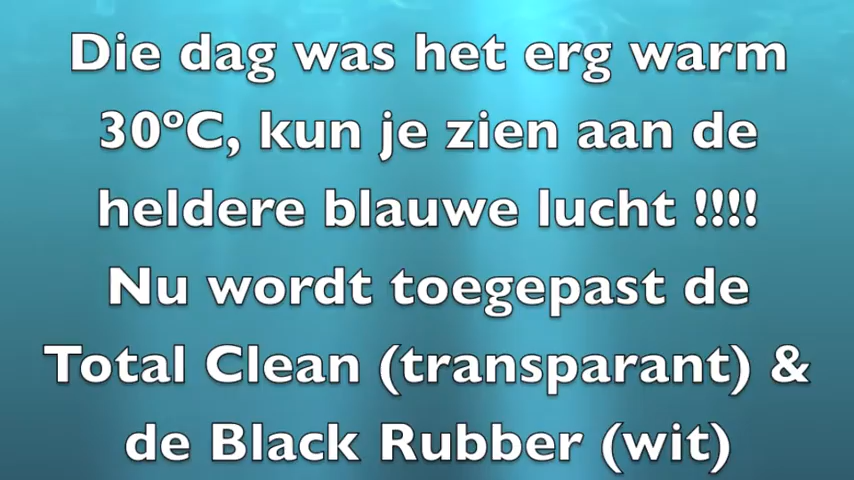 Die dag was het erg warm
30ºC, kun je zien aan de
heldere blauwe lucht !!!!
Nu wordt toegepast de
Total Clean (transparant) &
de Black Rubber (wit)